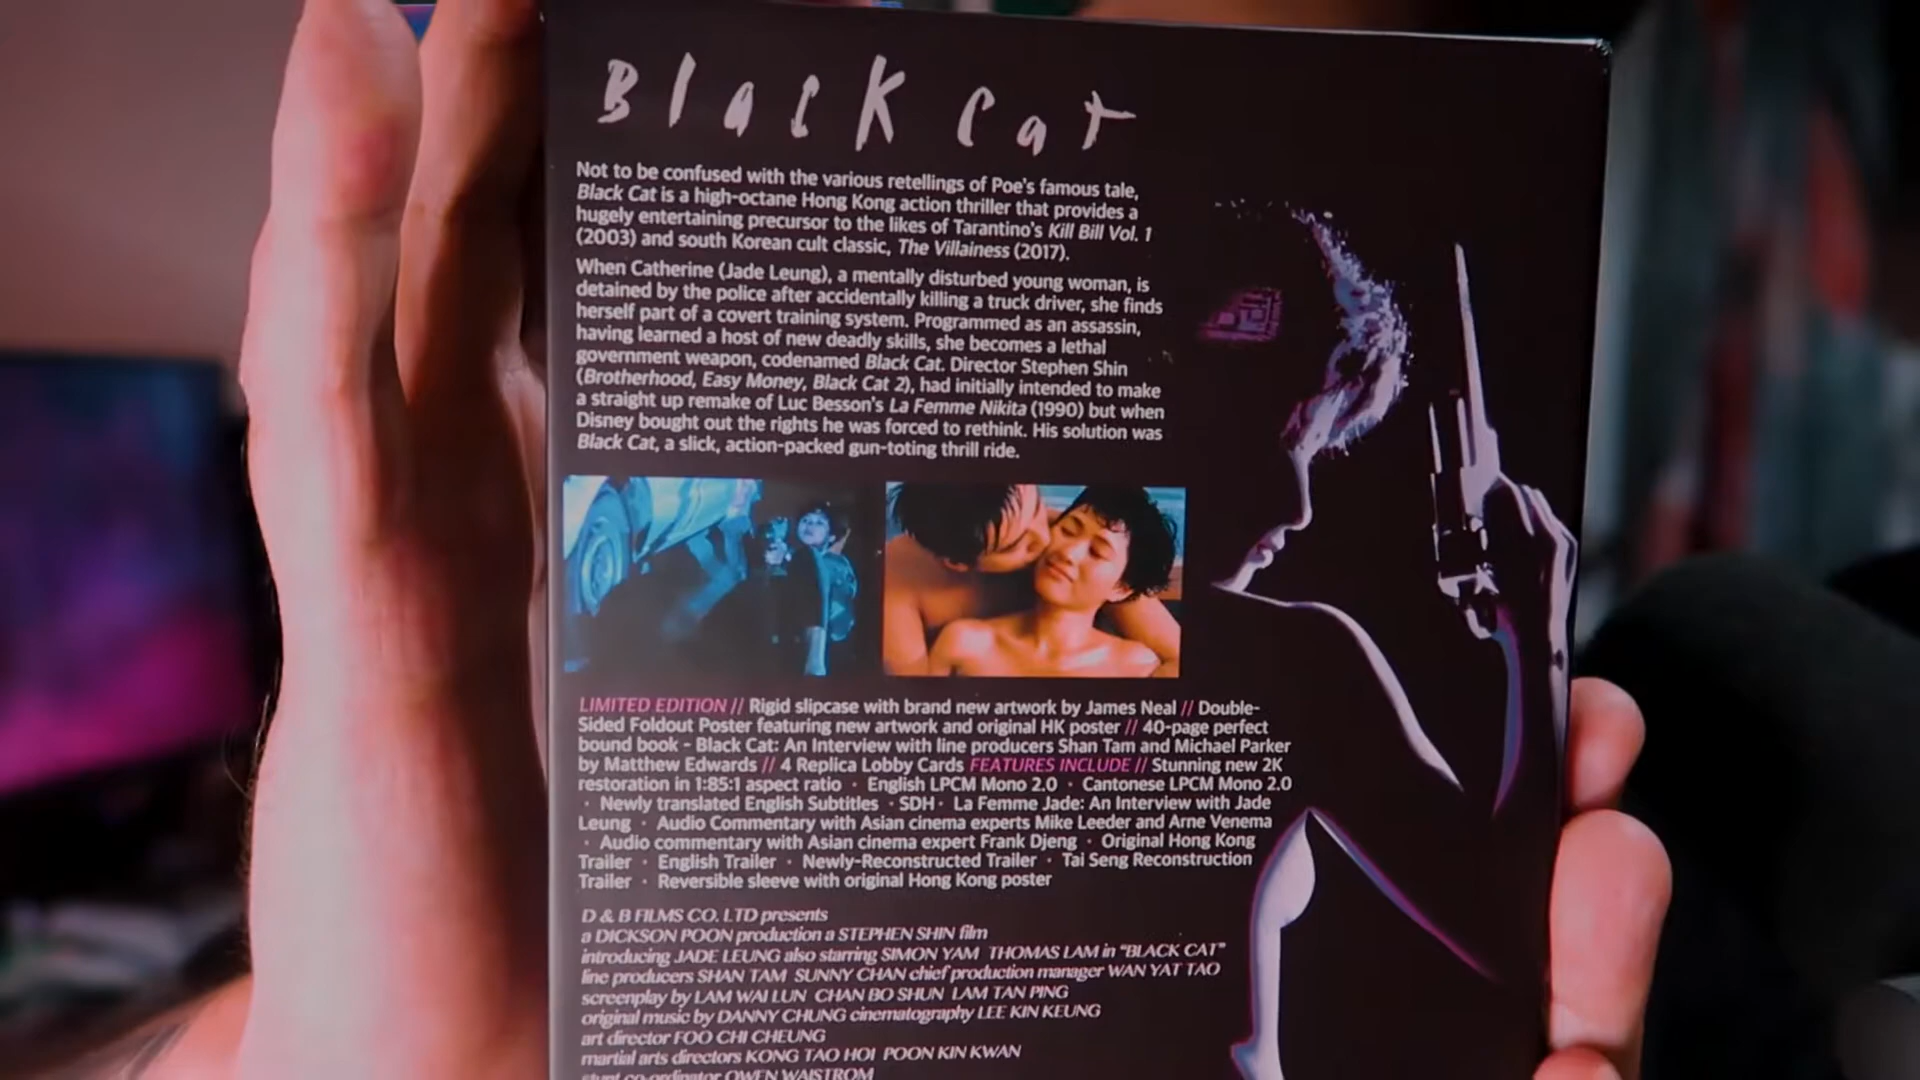 Black Cat
Not to be confused with the various retellings of Poe's famous tale,
Black Cat is a high-octane Hong Kong action thriller that provides a
hugely entertaining precursor to the likes of Tarantino's Kill Bill Vol. 1
(2003) and south Korean cult classic, The Villainess (2017).
When Catherine (Jade Leung), a mentally disturbed young woman, is
detained by the police after accidentally killing a truck driver, she finds
herself part of a covert training system. Programmed as an assassin,
having learned a host of new deadly skills, she becomes a lethal
government weapon, codenamed Black Cat. Director Stephen Shin
(Brotherhood, Easy Money, Black Cat 2), had initially intended to make
a straight up remake of Luc Besson's La Femme Nikita (1990) but when
Disney bought out the rights he was forced to rethink. His solution was
Black Cat, a slick, action-packed gun-toting thrill ride.
LIMITED EDITION // Rigid slipcase with brand new artwork by James Neal // Double-
Sided Foldout Poster featuring new artwork and original HK poster // 40-page perfect
bound book - Black Cat: An Interview with line producers Shan Tam and Michael Parker
by Matthew Edwards // 4 Replica Lobby Cards FEATURES INCLUDE // Stunning new 2K
restoration in 1:85:1 aspect ratio · English LPCM Mono 2.0 · Cantonese LPCM Mono 2.0
· Newly translated English Subtitles · SDH · La Femme Jade: An Interview with Jade
Leung · Audio Commentary with Asian cinema experts Mike Leeder and Arne Venema
· Audio commentary with Asian cinema expert Frank Djeng · Original Hong Kong
Trailer · English Trailer · Newly-Reconstructed Trailer · Tai Seng Reconstruction
Trailer · Reversible sleeve with original Hong Kong poster
D & B FILMS CO. LTD presents
a DICKSON POON production a STEPHEN SHIN film
introducing JADE LEUNG also starring SIMON YAM THOMAS LAM in "BLACK CAT"
line producers SHAN TAM SUNNY CHAN chief production manager WAN YAT TAO
screenplay by LAM WAI LUN CHAN BO SHUN LAM TAN PING
original music by DANNY CHUNG cinematography LEE KIN KEUNG
art director FOO CHI CHEUNG
martial arts directors KONG TAO HOI POON KIN KWAN
stunt co-ordinator OWEN WALSTROM